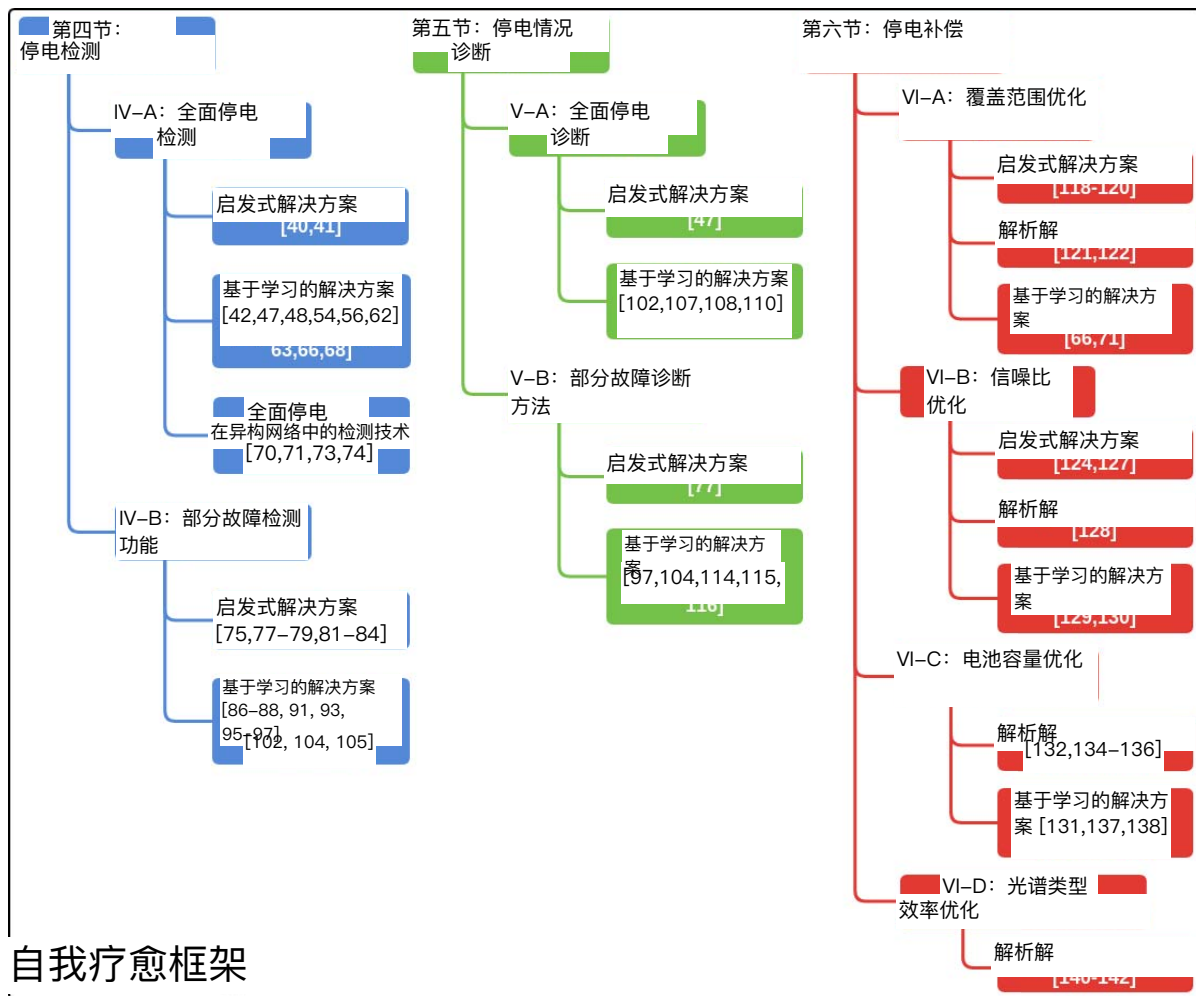 第四节：
停电检测
IV-A：全面停电
检测
启发式解决方案
[40,41]
基于学习的解决方案
[42,47,48,54,56,62]
63,66,68]
全面停电
在异构网络中的检测技术
[70,71,73,74]
IV-B：部分故障检测
功能
启发式解决方案
[75,77-79,81-84]
基于学习的解决方案
[86-88, 91, 93,
95-97]
[102, 104, 105]
第五节：停电情况
诊断
V-A：全面停电
诊断
启发式解决方案
[47]
基于学习的解决方案
[102,107,108,110]
V-B：部分故障诊断
方法
启发式解决方案
[77]
基于学习的解决方
案
[97,104,114,115,
116]
第六节：停电补偿
VI-A：覆盖范围优化
启发式解决方案
[118-120]
解析解
[121,122]
基于学习的解决方
案
[66,71]
VI-B：信噪比
优化
启发式解决方案
[124,127]
解析解
[128]
基于学习的解决方
案
[129,130]
VI-C：电池容量优化
解析解
[132,134-136]
基于学习的解决方
案 [131,137,138]
VI-D：光谱类型
效率优化
解析解
[140-142]
自我疗愈框架